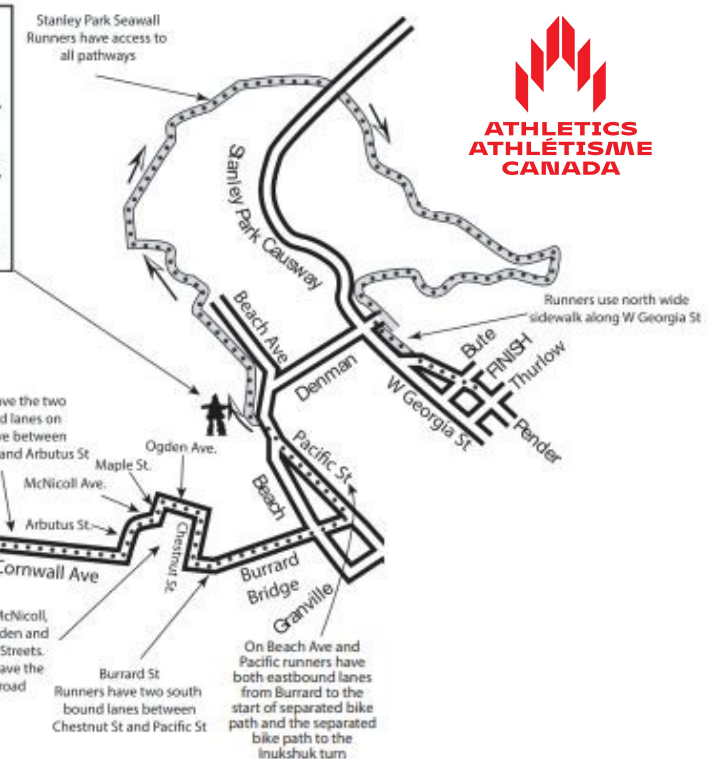 Stanley Park Seawall
Runners have access to
all pathways
ATHLETICS
ATHLÉTISME
CANADA
Stanley Park Causway
Runners use north wide
sidewalk along W Georgia St
Beach Ave
Denman
Bute
FINISH
Thurlow
W Georgia St
Pender
ave the two
d lanes on
ve between
and Arbutus St
Ogden Ave.
Maple St.
McNicoll Ave.
Arbutus St.
Pacific St
Beach
Chestnut St.
Cornwall Ave
Burrard
Bridge
Granville
McNicoll,
den and
Streets.
ave the
road
Burrard St
Runners have two south
bound lanes between
Chestnut St and Pacific St
On Beach Ave and
Pacific runners have
both eastbound lanes
from Burrard to the
start of separated bike
path and the separated
bike path to the
Inukshuk turn